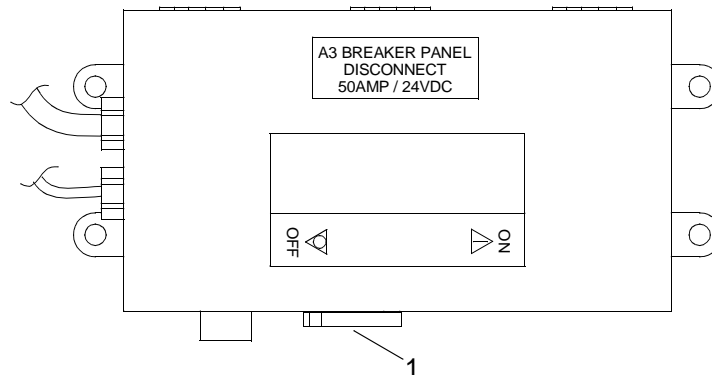 A3 BREAKER PANEL
DISCONNECT
50AMP / 24VDC
OFF
ON
1